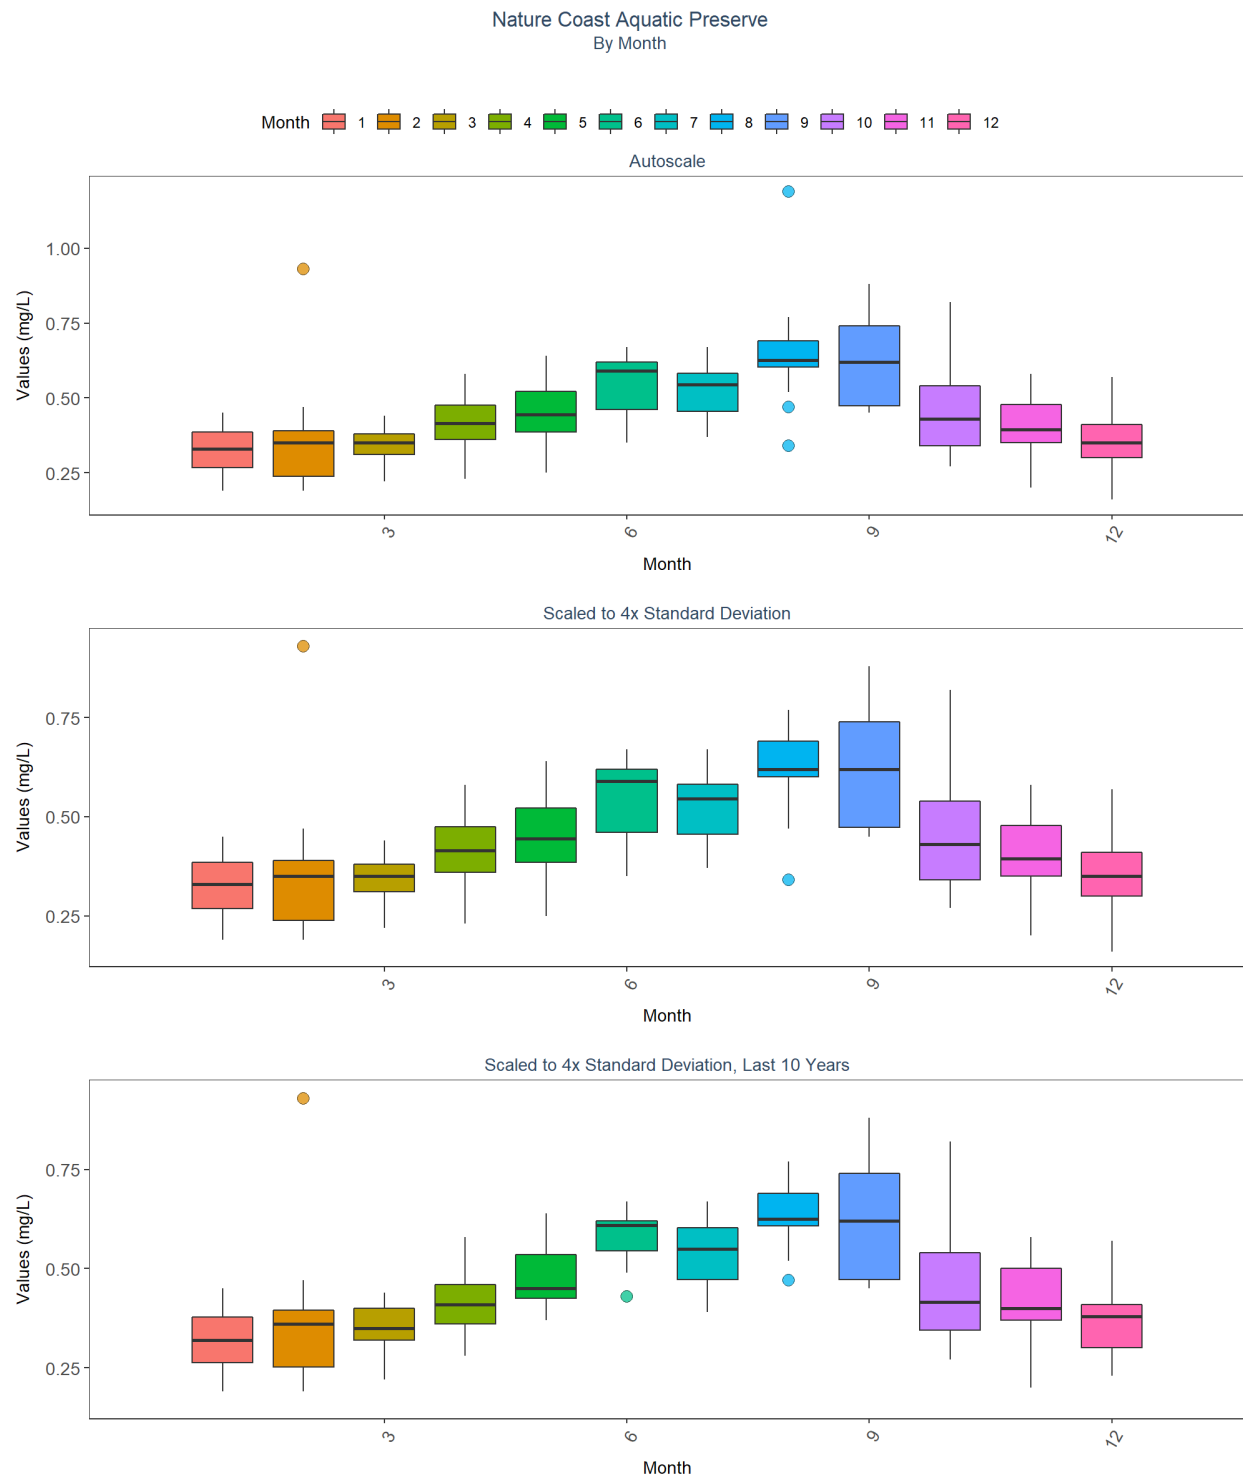 Nature Coast Aquatic Preserve
By Month
Month 1 2 3 4 5 6 7 8 9 10 11 12
Autoscale
Values (mg/L)
1.00
0.75
0.50
0.25
3 6 9 12
Month
Scaled to 4x Standard Deviation
Values (mg/L)
0.75
0.50
0.25
3 6 9 12
Month
Scaled to 4x Standard Deviation, Last 10 Years
Values (mg/L)
0.75
0.50
0.25
3 6 9 12
Month